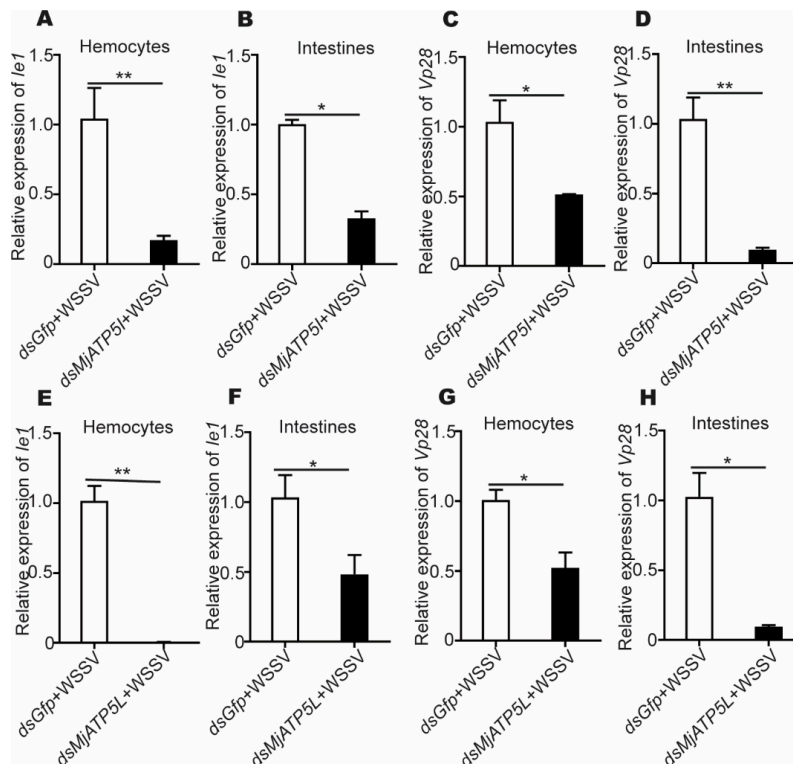 A
Hemocytes
Relative expression of Ie1
1.5
1.0
0.5
0
**
dsGfp+WSSV
dsMjATP5I+WSSV
B
Intestines
Relative expression of Ie1
1.5
1.0
0.5
0
*
dsGfp+WSSV
dsMjATP5I+WSSV
C
Hemocytes
Relative expression of Vp28
1.5
1.0
0.5
0
*
dsGfp+WSSV
dsMjATP5I+WSSV
D
Intestines
Relative expression of Vp28
1.5
1.0
0.5
0
**
dsGfp+WSSV
dsMjATP5I+WSSV
E
Hemocytes
Relative expression of Ie1
1.5
1.0
0.5
0
**
dsGfp+WSSV
dsMjATP5L+WSSV
F
Intestines
Relative expression of Ie1
1.5
1.0
0.5
0
*
dsGfp+WSSV
dsMjATP5L+WSSV
G
Hemocytes
Relative expression of Vp28
1.5
1.0
0.5
0
*
dsGfp+WSSV
dsMjATP5L+WSSV
H
Intestines
Relative expression of Vp28
1.5
1.0
0.5
0
*
dsGfp+WSSV
dsMjATP5L+WSSV